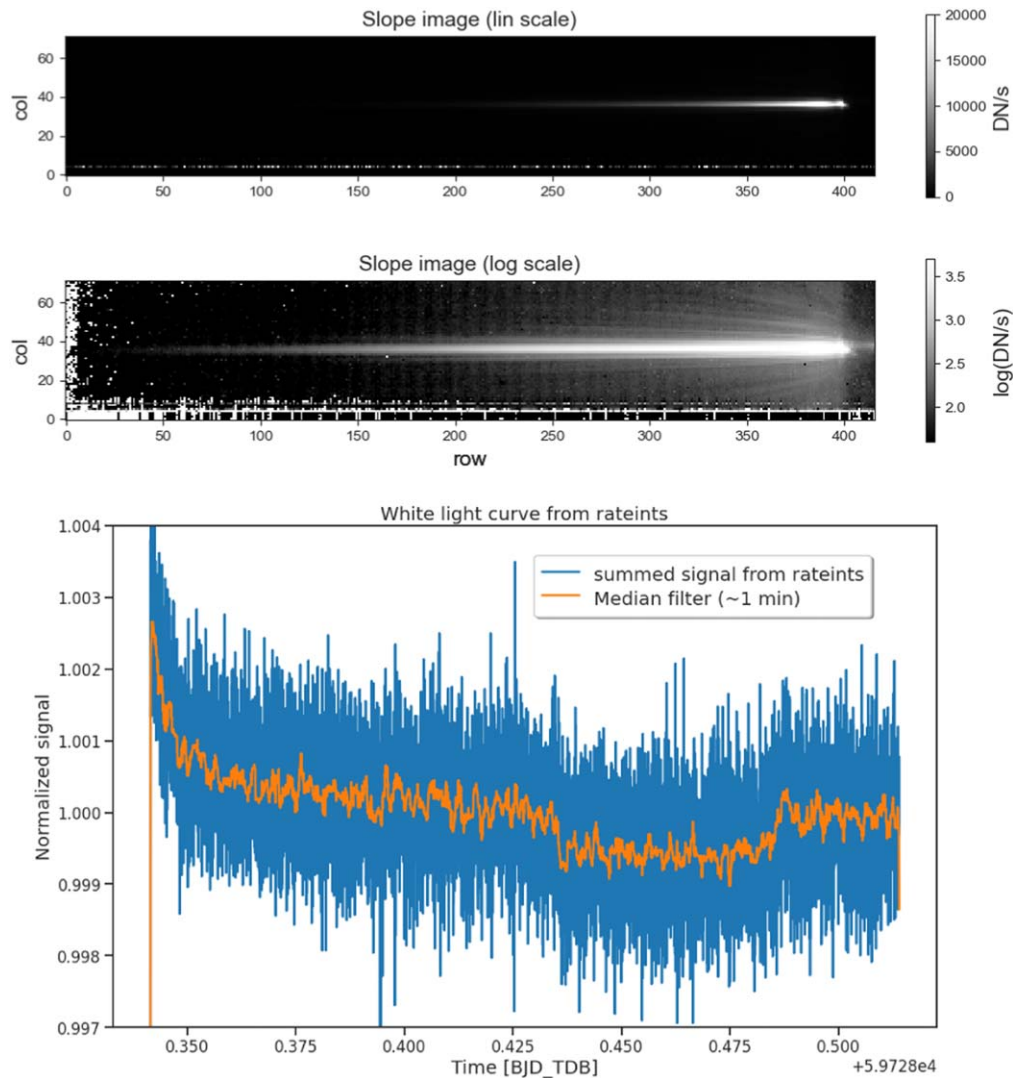 Slope image (lin scale)
60
40
20
0
col
0 50 100 150 200 250 300 350 400
20000
15000
10000
5000
0
DN/s
Slope image (log scale)
60
40
20
0
col
0 50 100 150 200 250 300 350 400
row
3.5
3.0
2.5
2.0
log(DN/s)
White light curve from rateints
1.004
1.003
1.002
1.001
1.000
0.999
0.998
0.997
Normalized signal
summed signal from rateints
Median filter (~1 min)
0.350 0.375 0.400 0.425 0.450 0.475 0.500
Time [BJD_TDB]
+5.9728e4